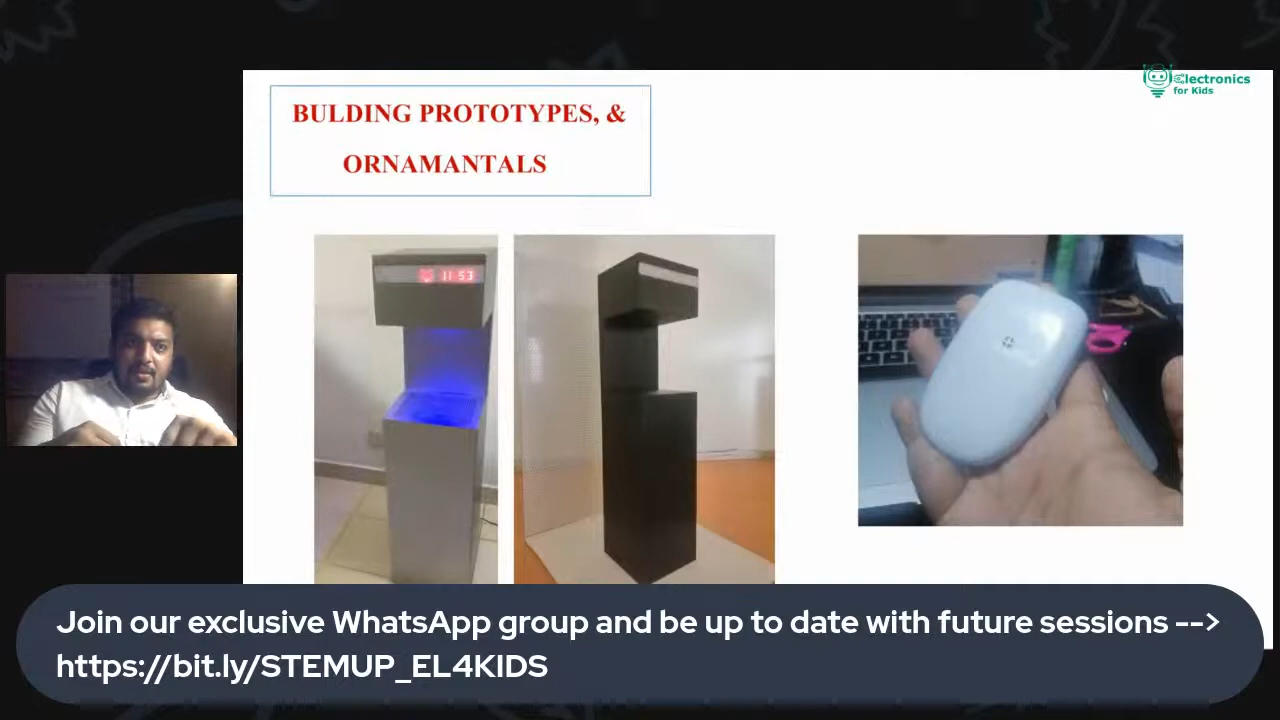 Electronics
for Kids
BULDING PROTOTYPES, &
ORNAMANTALS
11 53
Join our exclusive WhatsApp group and be up to date with future sessions -->
https://bit.ly/STEMUP_EL4KIDS